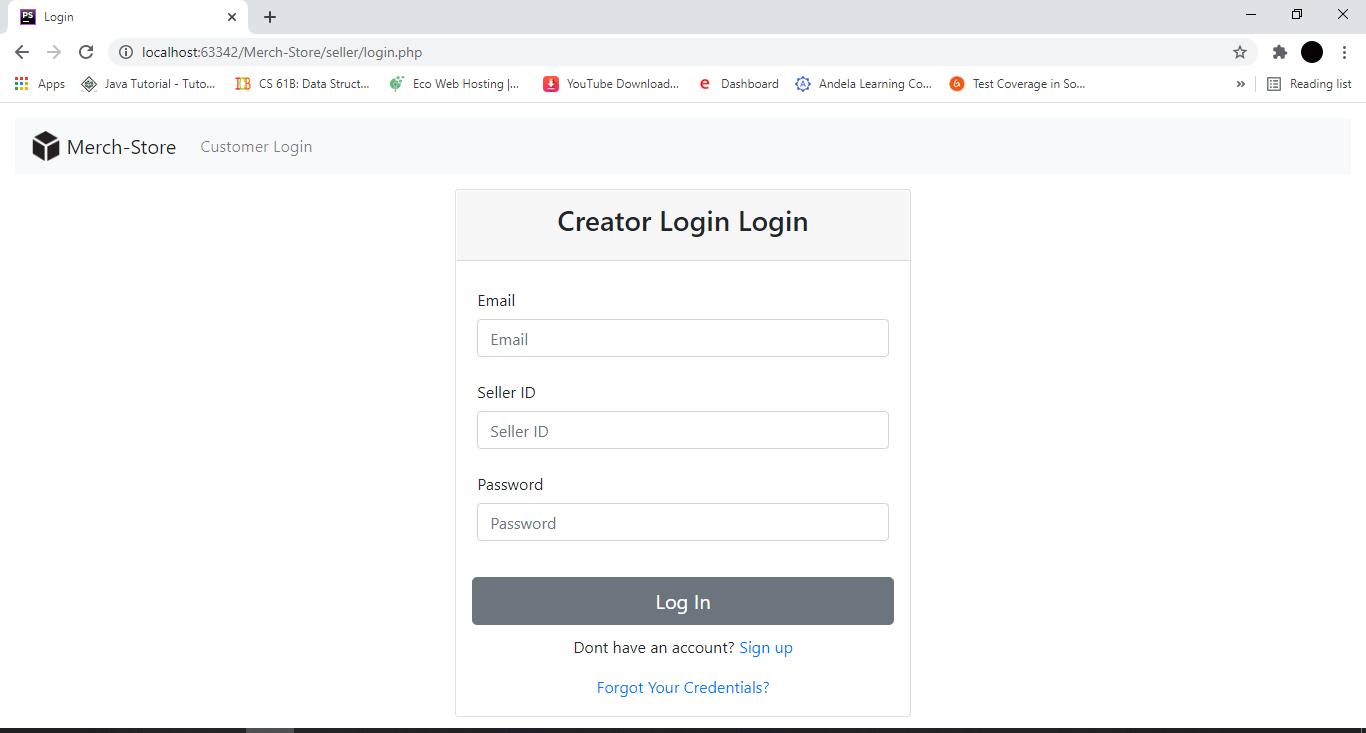 PS Login
localhost:63342/Merch-Store/seller/login.php
Apps Java Tutorial - Tuto... CS 61B: Data Struct... Eco Web Hosting |... YouTube Download... e Dashboard Andela Learning Co... Test Coverage in So... » Reading list
Merch-Store Customer Login
Creator Login Login
Email
Email
Seller ID
Seller ID
Password
Password
Log In
Dont have an account? Sign up
Forgot Your Credentials?